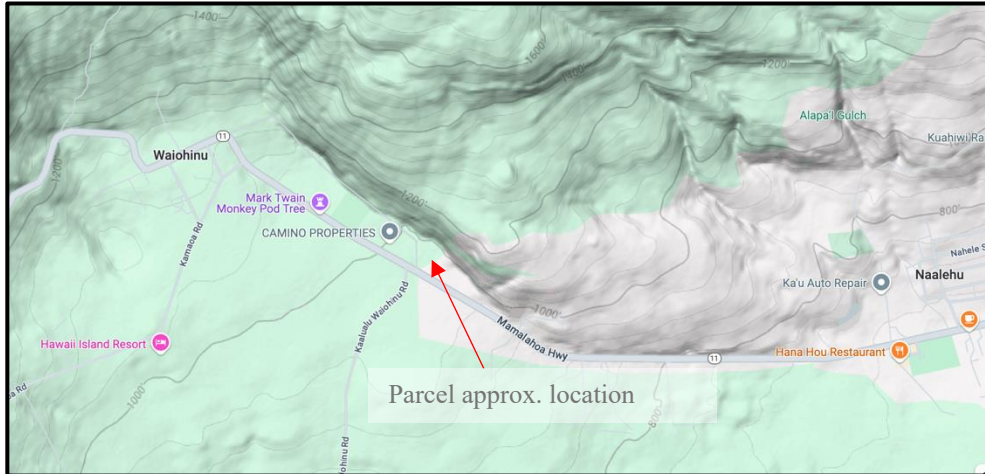 1400'
1600'
1400'
1200'
Alapa'i Gulch
Kuahiwi Ra
11
Waiohinu
1200'
Mark Twain
Monkey Pod Tree
1200'
800'
CAMINO PROPERTIES
Kamaoa Rd
Nahele S
Naalehu
Ka'u Auto Repair
Kaalualu Waiohinu Rd
1000'
Mamalahoa Hwy
Hawaii Island Resort
11
Hana Hou Restaurant
1000'
a Rd
Parcel approx. location
800'